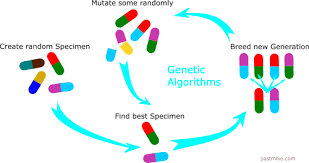 Mutate some randomly
Create random Specimen
Breed new Generation
Genetic
Algorithms
Find best Specimen
pastmike.com